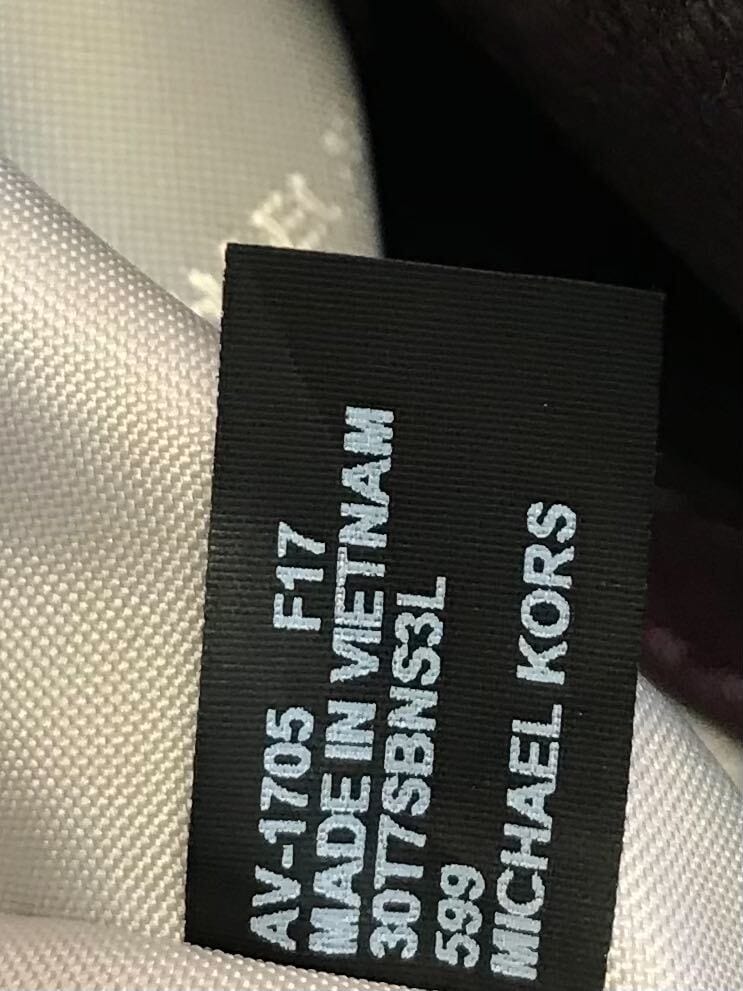 AV-1705 F17
MADE IN VIETNAM
30T7SBNS3L
599
MICHAEL KORS